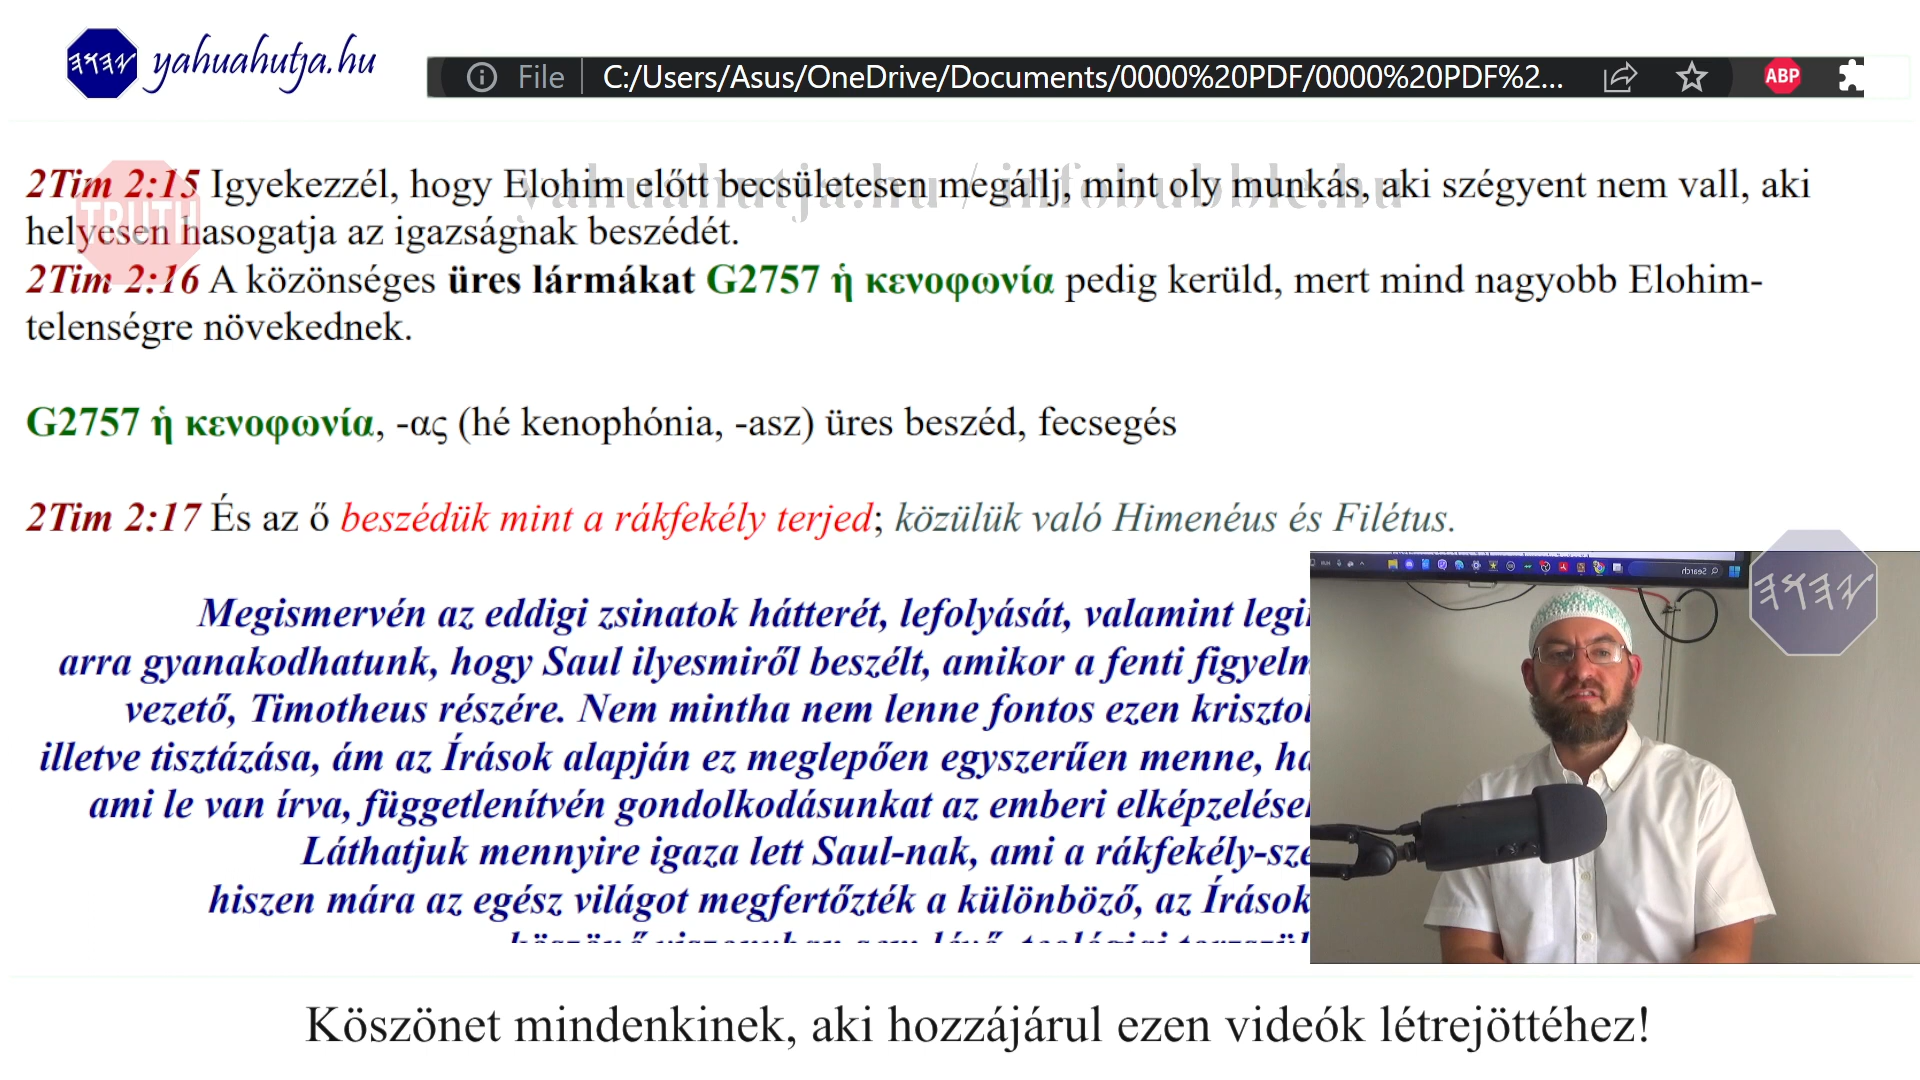 yahuahutja.hu
File C:/Users/Asus/OneDrive/Documents/0000%20PDF/0000%20PDF%2...
ABP
yahuahutja.hu / infobubble.hu
TRUTH
2Tim 2:15 Igyekezzél, hogy Elohim előtt becsületesen megállj, mint oly munkás, aki szégyent nem vall, aki
helyesen hasogatja az igazságnak beszédét.
2Tim 2:16 A közönséges üres lármákat G2757 ἡ κενοφωνία pedig kerüld, mert mind nagyobb Elohim-
telenségre növekednek.
G2757 ἡ κενοφωνία, -ας (hé kenophónia, -asz) üres beszéd, fecsegés
2Tim 2:17 És az ő beszédük mint a rákfekély terjed; közülük való Himenéus és Filétus.
Megismervén az eddigi zsinatok hátterét, lefolyását, valamint
arra gyanakodhatunk, hogy Saul ilyesmiről beszélt, amikor a fenti
vezető, Timotheus részére. Nem mintha nem lenne fontos ezen
illetve tisztázása, ám az Írások alapján ez meglepően egyszerűen menne,
ami le van írva, függetlenítvén gondolkodásunkat az emberi
Láthatjuk mennyire igaza lett Saul-nak, ami a
hiszen mára az egész világot megfertőzték a különböző, az Írások
Search
Köszönet mindenkinek, aki hozzájárul ezen videók létrejöttéhez!